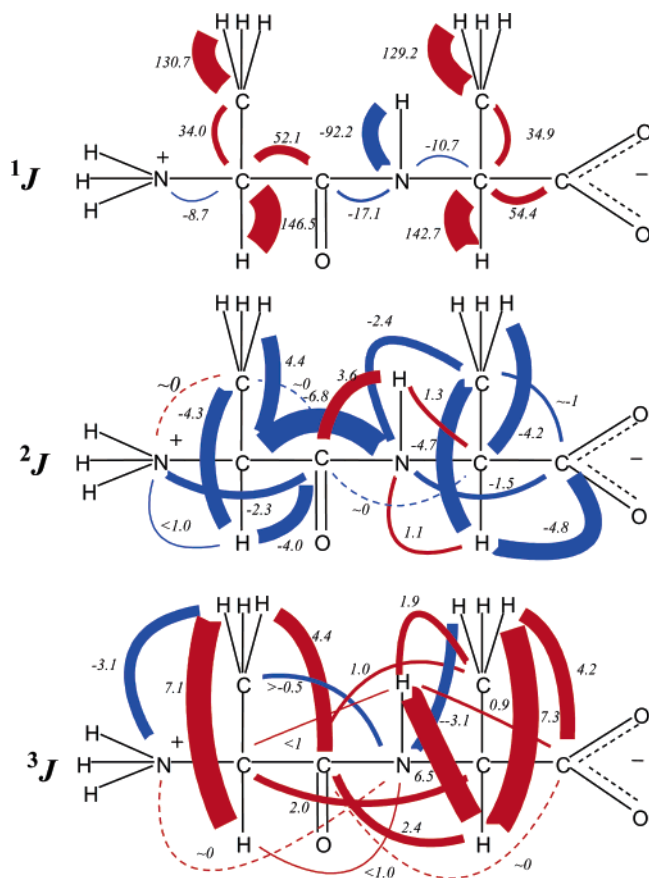 H H H H H H
130.7 129.2
C H C
34.0 52.1 -92.2 -10.7 34.9 O
H + –
¹J H N C C N C C
H -8.7 -17.1 54.4
146.5 142.7 O
H O H
H H H -2.4 H H H
~0 4.4 ~0 3.6
C -6.8 H 1.3 C ~-1
-4.3 -4.7 -4.2 O
H + –
²J H N C C N C C
H -2.3 ~0 -1.5
<1.0 1.1 O
H -4.0 O H -4.8
H H H 1.9 H H H
-3.1 4.4 4.2
7.1 C >-0.5 1.0 H C 0.9
<1 --3.1 7.3 O
H + –
³J H N C C N C C
H 2.0 6.5
2.4 O
H O H
~0 <1.0 ~0